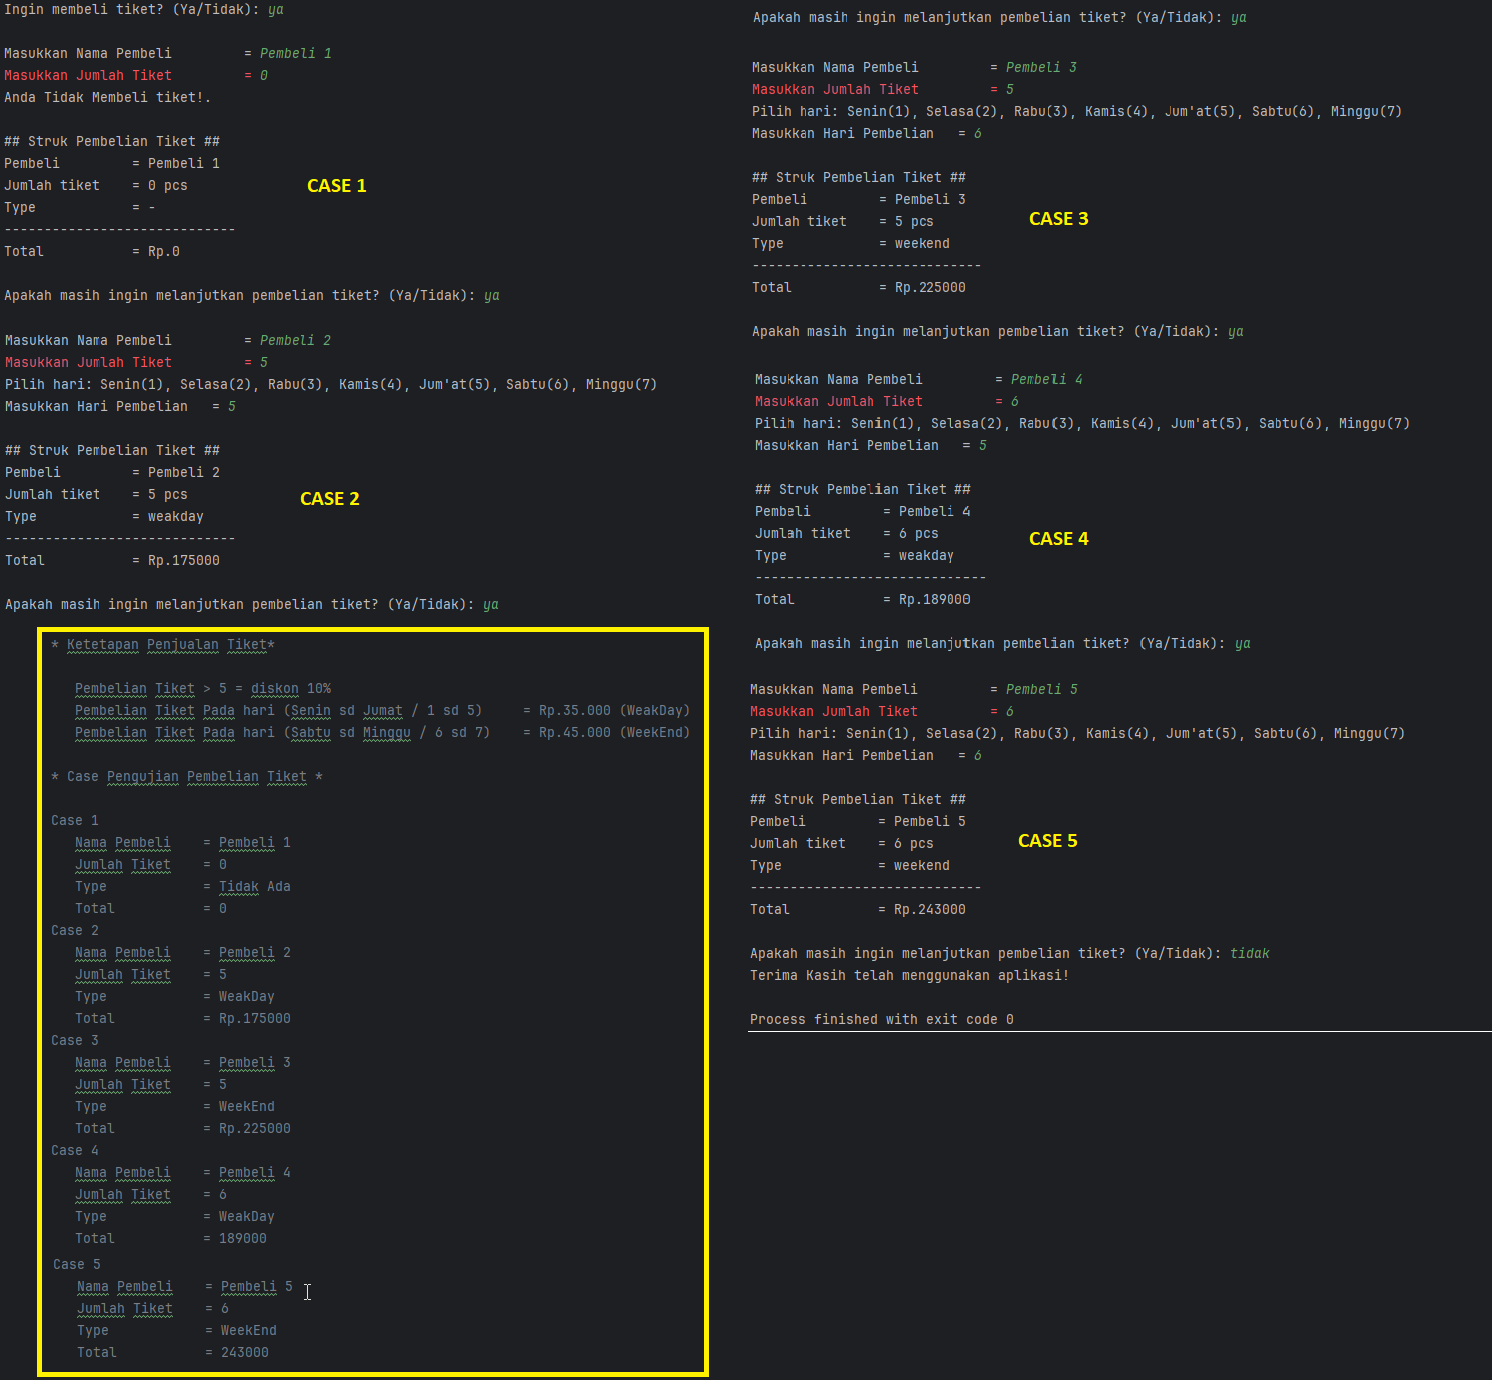 Ingin membeli tiket? (Ya/Tidak): ya
Masukkan Nama Pembeli = Pembeli 1
Masukkan Jumlah Tiket = 0
Anda Tidak Membeli tiket!.
## Struk Pembelian Tiket ##
Pembeli = Pembeli 1
Jumlah tiket = 0 pcs
CASE 1
Type = -
-----------------------------
Total = Rp.0
Apakah masih ingin melanjutkan pembelian tiket? (Ya/Tidak): ya
Masukkan Nama Pembeli = Pembeli 2
Masukkan Jumlah Tiket = 5
Pilih hari: Senin(1), Selasa(2), Rabu(3), Kamis(4), Jum'at(5), Sabtu(6), Minggu(7)
Masukkan Hari Pembelian = 5
## Struk Pembelian Tiket ##
Pembeli = Pembeli 2
Jumlah tiket = 5 pcs
CASE 2
Type = weakday
-----------------------------
Total = Rp.175000
Apakah masih ingin melanjutkan pembelian tiket? (Ya/Tidak): ya
* Ketetapan Penjualan Tiket*
Pembelian Tiket > 5 = diskon 10%
Pembelian Tiket Pada hari (Senin sd Jumat / 1 sd 5) = Rp.35.000 (WeakDay)
Pembelian Tiket Pada hari (Sabtu sd Minggu / 6 sd 7) = Rp.45.000 (WeekEnd)
* Case Pengujian Pembelian Tiket *
Case 1
Nama Pembeli = Pembeli 1
Jumlah Tiket = 0
Type = Tidak Ada
Total = 0
Case 2
Nama Pembeli = Pembeli 2
Jumlah Tiket = 5
Type = WeakDay
Total = Rp.175000
Case 3
Nama Pembeli = Pembeli 3
Jumlah Tiket = 5
Type = WeekEnd
Total = Rp.225000
Case 4
Nama Pembeli = Pembeli 4
Jumlah Tiket = 6
Type = WeakDay
Total = 189000
Case 5
Nama Pembeli = Pembeli 5
Jumlah Tiket = 6
Type = WeekEnd
Total = 243000
Apakah masih ingin melanjutkan pembelian tiket? (Ya/Tidak): ya
Masukkan Nama Pembeli = Pembeli 3
Masukkan Jumlah Tiket = 5
Pilih hari: Senin(1), Selasa(2), Rabu(3), Kamis(4), Jum'at(5), Sabtu(6), Minggu(7)
Masukkan Hari Pembelian = 6
## Struk Pembelian Tiket ##
Pembeli = Pembeli 3
Jumlah tiket = 5 pcs
CASE 3
Type = weekend
-----------------------------
Total = Rp.225000
Apakah masih ingin melanjutkan pembelian tiket? (Ya/Tidak): ya
Masukkan Nama Pembeli = Pembeli 4
Masukkan Jumlah Tiket = 6
Pilih hari: Senin(1), Selasa(2), Rabu(3), Kamis(4), Jum'at(5), Sabtu(6), Minggu(7)
Masukkan Hari Pembelian = 5
## Struk Pembelian Tiket ##
Pembeli = Pembeli 4
Jumlah tiket = 6 pcs
CASE 4
Type = weakday
-----------------------------
Total = Rp.189000
Apakah masih ingin melanjutkan pembelian tiket? (Ya/Tidak): ya
Masukkan Nama Pembeli = Pembeli 5
Masukkan Jumlah Tiket = 6
Pilih hari: Senin(1), Selasa(2), Rabu(3), Kamis(4), Jum'at(5), Sabtu(6), Minggu(7)
Masukkan Hari Pembelian = 6
## Struk Pembelian Tiket ##
Pembeli = Pembeli 5
Jumlah tiket = 6 pcs
CASE 5
Type = weekend
-----------------------------
Total = Rp.243000
Apakah masih ingin melanjutkan pembelian tiket? (Ya/Tidak): tidak
Terima Kasih telah menggunakan aplikasi!
Process finished with exit code 0